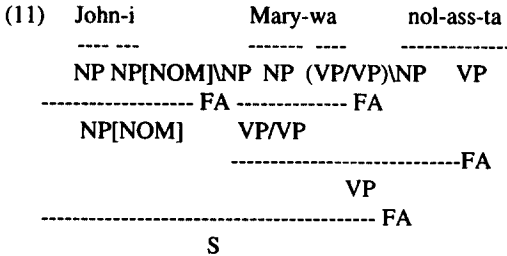 (11) John-i Mary-wa nol-ass-ta
---- --- ------- ---- --------------
NP NP[NOM]\NP NP (VP/VP)\NP VP
------------------- FA -------------- FA
NP[NOM] VP/VP
-----------------------------FA
VP
------------------------------------------ FA
S